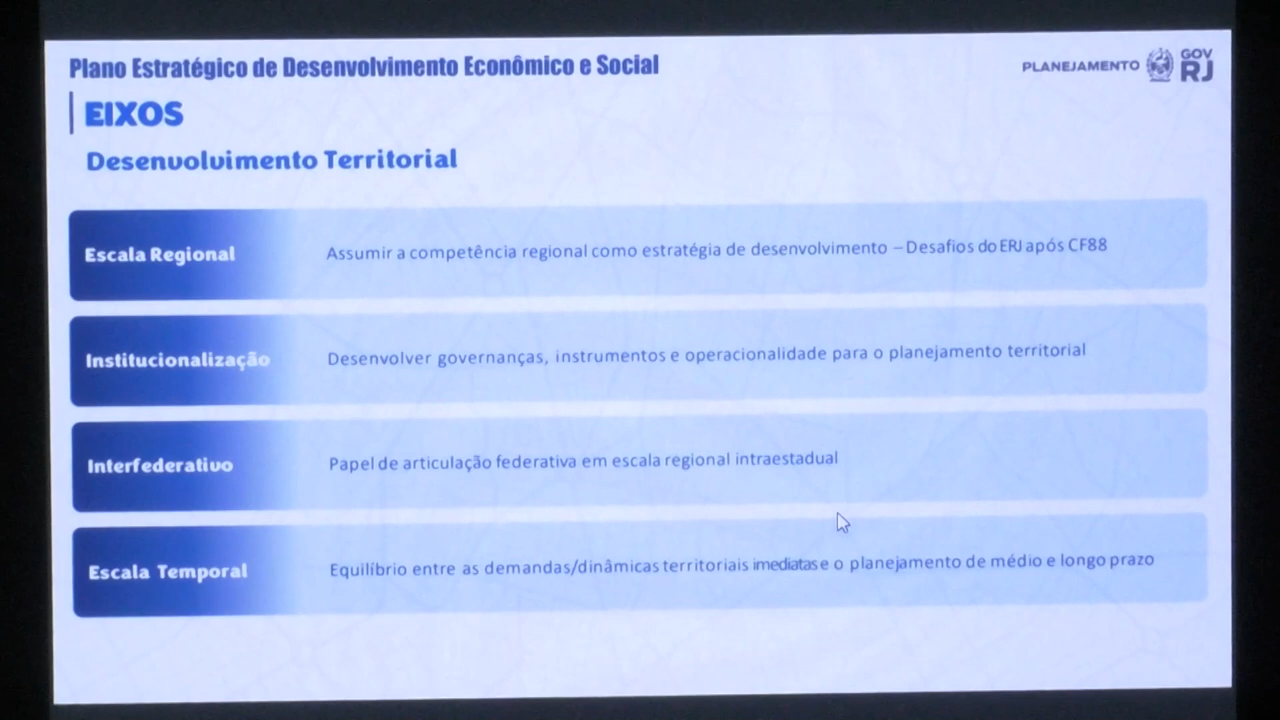 Plano Estratégico de Desenvolvimento Econômico e Social
PLANEJAMENTO
GOV
RJ
EIXOS
Desenvolvimento Territorial
Escala Regional
Assumir a competência regional como estratégia de desenvolvimento – Desafios do ERJ após CF88
Institucionalização
Desenvolver governanças, instrumentos e operacionalidade para o planejamento territorial
Interfederativo
Papel de articulação federativa em escala regional intraestadual
Escala Temporal
Equilíbrio entre as demandas/dinâmicas territoriais imediatas e o planejamento de médio e longo prazo